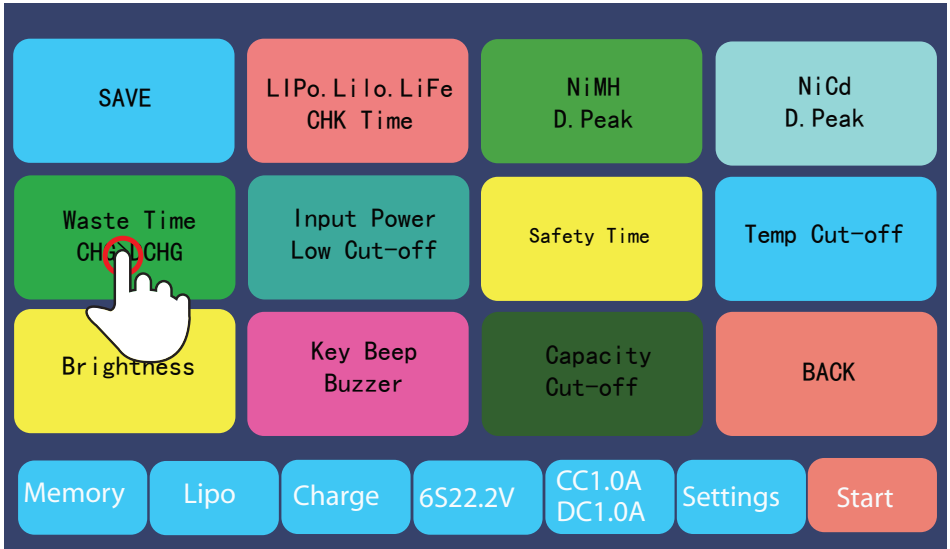 SAVE
LIPo.LiIo.LiFe
CHK Time
NiMH
D.Peak
NiCd
D.Peak
Waste Time
CHG>DCHG
Input Power
Low Cut-off
Safety Time
Temp Cut-off
Brightness
Key Beep
Buzzer
Capacity
Cut-off
BACK
Memory
Lipo
Charge
6S22.2V
CC1.0A
DC1.0A
Settings
Start